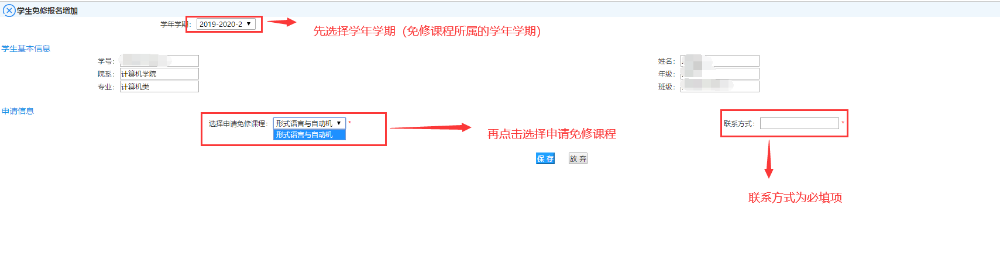 学生免修报名增加
学年学期： 2019-2020-2
先选择学年学期（免修课程所属的学年学期）
学生基本信息
学号： 姓名：
院系： 计算机学院 年级：
专业： 计算机类 班级：
申请信息
选择申请免修课程： 形式语言与自动机 * 联系方式： *
形式语言与自动机
再点击选择申请免修课程
保 存 放 弃
联系方式为必填项